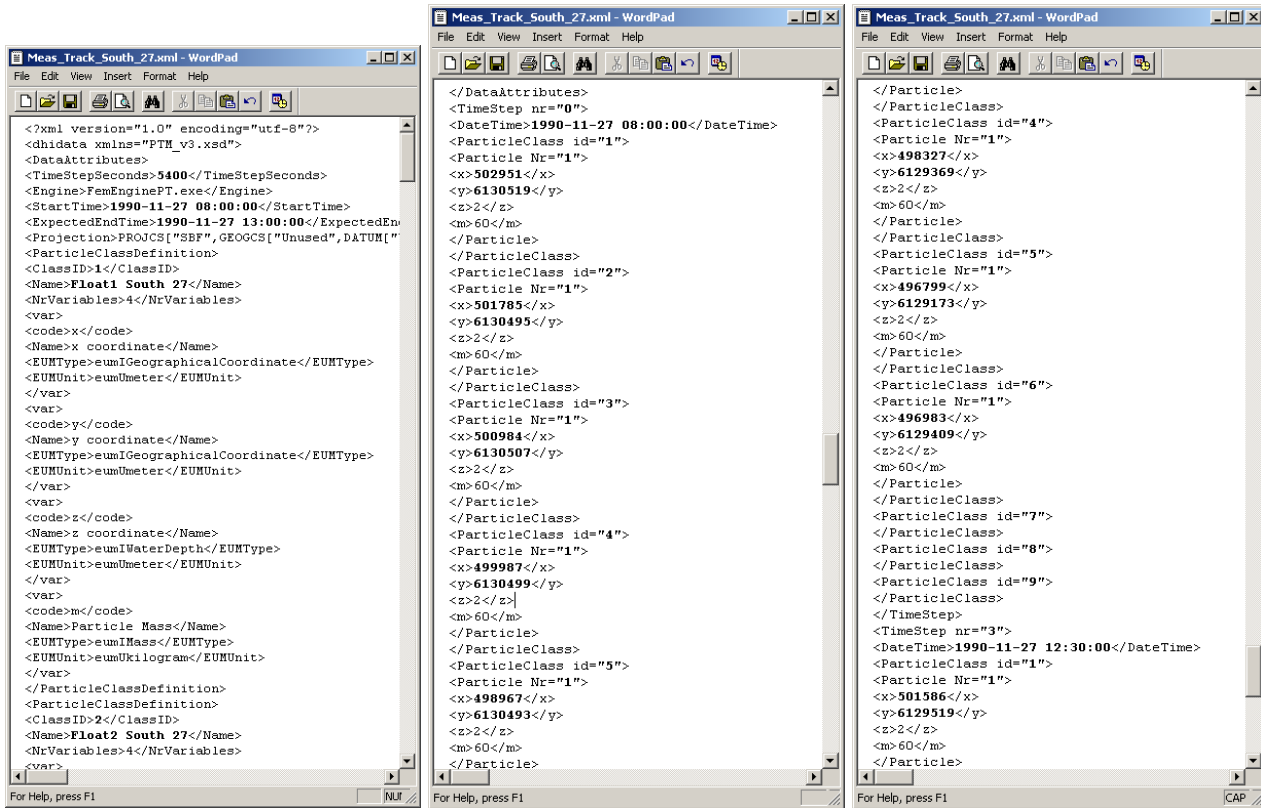 Meas_Track_South_27.xml - WordPad
File Edit View Insert Format Help
<?xml version="1.0" encoding="utf-8"?>
<dhidata xmlns="PTM_v3.xsd">
<DataAttributes>
<TimeStepSeconds>5400</TimeStepSeconds>
<Engine>FemEnginePT.exe</Engine>
<StartTime>1990-11-27 08:00:00</StartTime>
<ExpectedEndTime>1990-11-27 13:00:00</ExpectedEn
<Projection>PROJCS["SBF",GEOGCS["Unused",DATUM["
<ParticleClassDefinition>
<ClassID>1</ClassID>
<Name>Float1 South 27</Name>
<NrVariables>4</NrVariables>
<var>
<code>x</code>
<Name>x coordinate</Name>
<EUMType>eumIGeographicalCoordinate</EUMType>
<EUMUnit>eumUmeter</EUMUnit>
</var>
<var>
<code>y</code>
<Name>y coordinate</Name>
<EUMType>eumIGeographicalCoordinate</EUMType>
<EUMUnit>eumUmeter</EUMUnit>
</var>
<var>
<code>z</code>
<Name>z coordinate</Name>
<EUMType>eumIWaterDepth</EUMType>
<EUMUnit>eumUmeter</EUMUnit>
</var>
<var>
<code>m</code>
<Name>Particle Mass</Name>
<EUMType>eumIMass</EUMType>
<EUMUnit>eumUkilogram</EUMUnit>
</var>
</ParticleClassDefinition>
<ParticleClassDefinition>
<ClassID>2</ClassID>
<Name>Float2 South 27</Name>
<NrVariables>4</NrVariables>
<var>
For Help, press F1
Meas_Track_South_27.xml - WordPad
File Edit View Insert Format Help
</DataAttributes>
<TimeStep nr="0">
<DateTime>1990-11-27 08:00:00</DateTime>
<ParticleClass id="1">
<Particle Nr="1">
<x>502951</x>
<y>6130519</y>
<z>2</z>
<m>60</m>
</Particle>
</ParticleClass>
<ParticleClass id="2">
<Particle Nr="1">
<x>501785</x>
<y>6130495</y>
<z>2</z>
<m>60</m>
</Particle>
</ParticleClass>
<ParticleClass id="3">
<Particle Nr="1">
<x>500984</x>
<y>6130507</y>
<z>2</z>
<m>60</m>
</Particle>
</ParticleClass>
<ParticleClass id="4">
<Particle Nr="1">
<x>499987</x>
<y>6130499</y>
<z>2</z>
<m>60</m>
</Particle>
</ParticleClass>
<ParticleClass id="5">
<Particle Nr="1">
<x>498967</x>
<y>6130493</y>
<z>2</z>
<m>60</m>
</Particle>
For Help, press F1
Meas_Track_South_27.xml - WordPad
File Edit View Insert Format Help
</Particle>
</ParticleClass>
<ParticleClass id="4">
<Particle Nr="1">
<x>498327</x>
<y>6129369</y>
<z>2</z>
<m>60</m>
</Particle>
</ParticleClass>
<ParticleClass id="5">
<Particle Nr="1">
<x>496799</x>
<y>6129173</y>
<z>2</z>
<m>60</m>
</Particle>
</ParticleClass>
<ParticleClass id="6">
<Particle Nr="1">
<x>496983</x>
<y>6129409</y>
<z>2</z>
<m>60</m>
</Particle>
</ParticleClass>
<ParticleClass id="7">
</ParticleClass>
<ParticleClass id="8">
</ParticleClass>
<ParticleClass id="9">
</ParticleClass>
</TimeStep>
<TimeStep nr="3">
<DateTime>1990-11-27 12:30:00</DateTime>
<ParticleClass id="1">
<Particle Nr="1">
<x>501586</x>
<y>6129519</y>
<z>2</z>
<m>60</m>
</Particle>
For Help, press F1 CAP